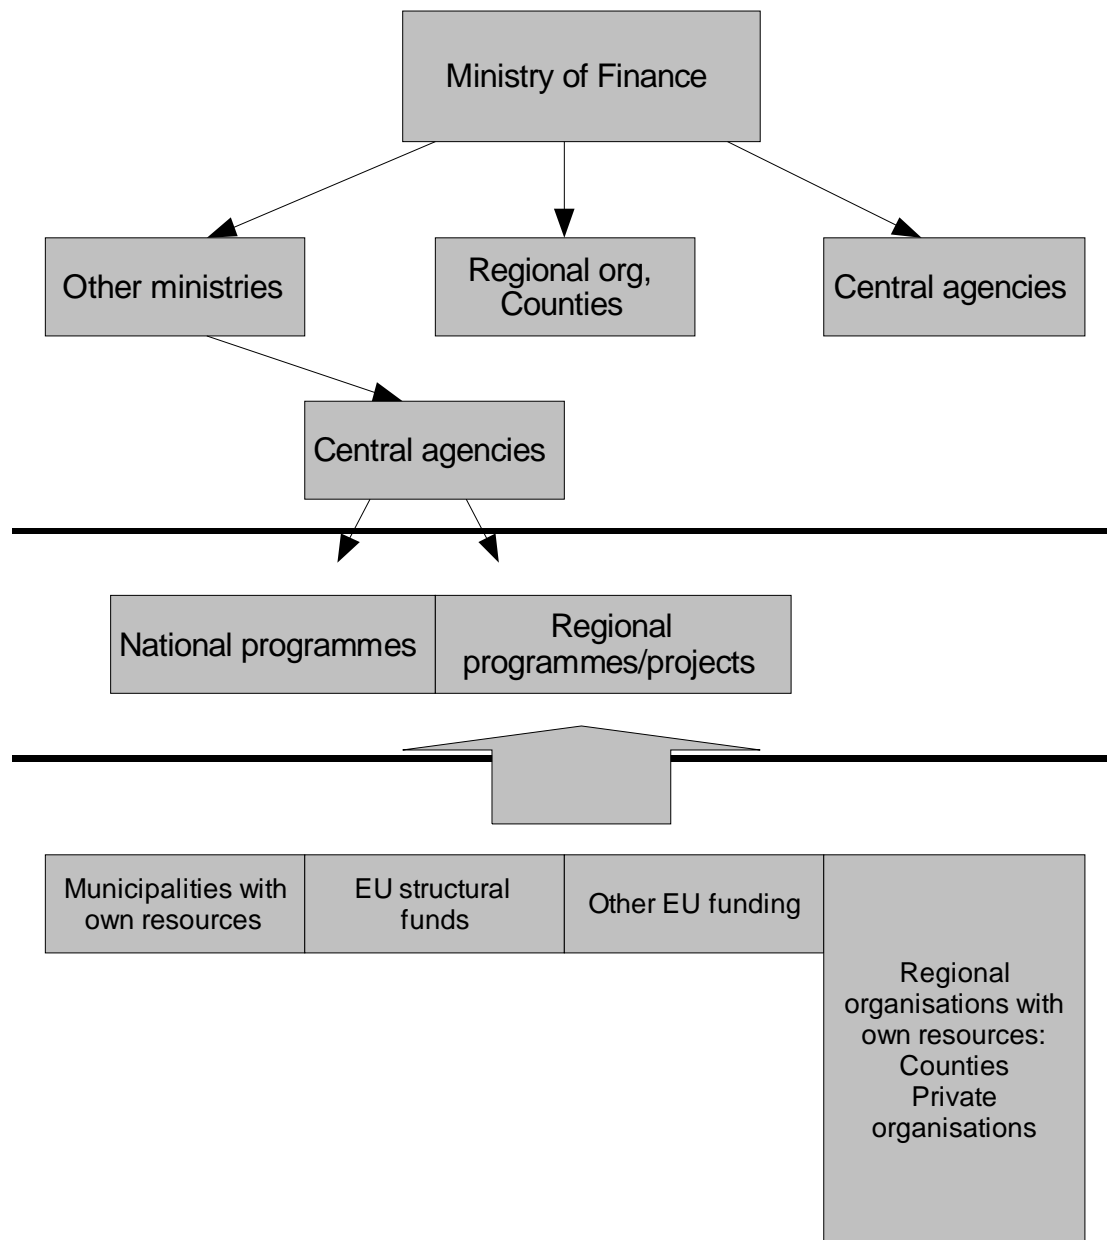 Ministry of Finance
Other ministries
Regional org,
Counties
Central agencies
Central agencies
National programmes
Regional
programmes/projects
Municipalities with
own resources
EU structural
funds
Other EU funding
Regional
organisations with
own resources:
Counties
Private
organisations